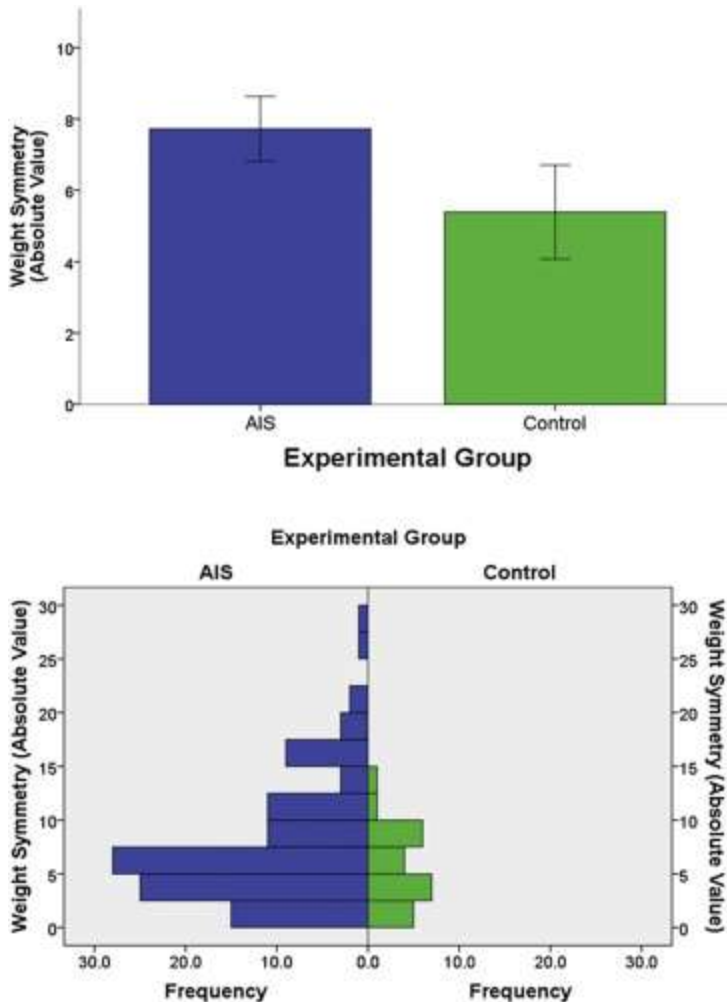 Weight Symmetry
(Absolute Value)
10
8
6
4
2
0
AIS
Control
Experimental Group
Experimental Group
AIS
Control
Weight Symmetry (Absolute Value)
30
25
20
15
10
5
0
30
25
20
15
10
5
0
Weight Symmetry (Absolute Value)
30.0
20.0
10.0
0.0
10.0
20.0
30.0
Frequency
Frequency